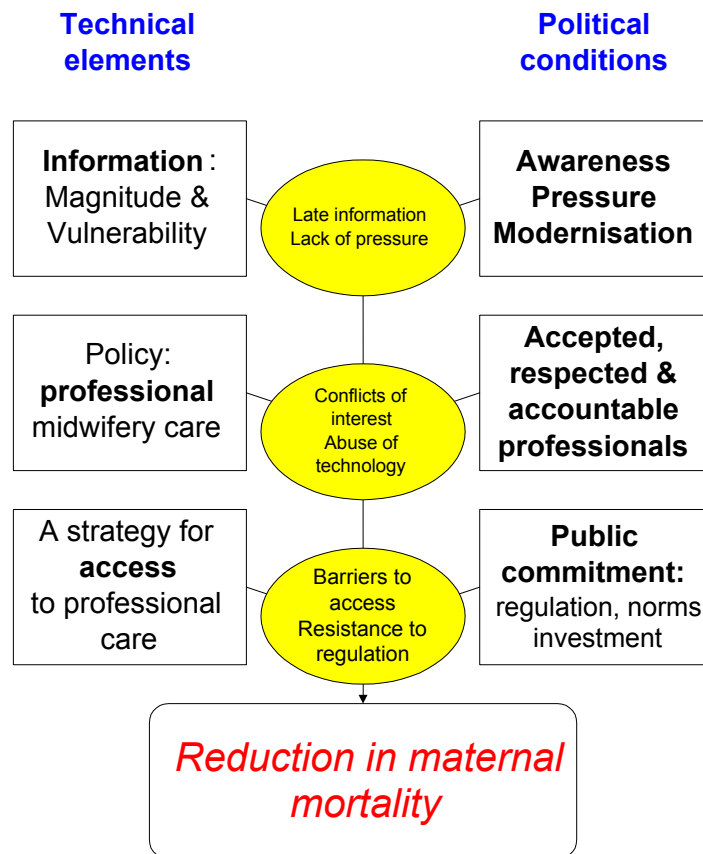 Technical
elements
Political
conditions
Information :
Magnitude &
Vulnerability
Late information
Lack of pressure
Awareness
Pressure
Modernisation
Policy:
professional
midwifery care
Conflicts of
interest
Abuse of
technology
Accepted,
respected &
accountable
professionals
A strategy for
access
to professional
care
Barriers to
access
Resistance to
regulation
Public
commitment:
regulation, norms
investment
Reduction in maternal
mortality